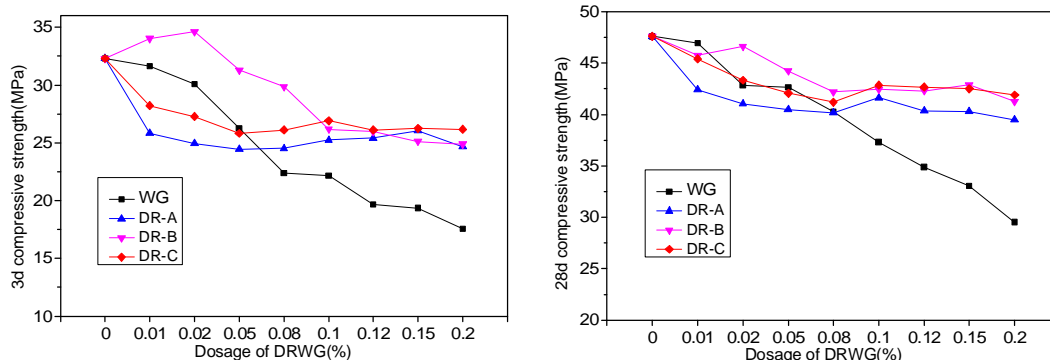 3d compressive strength(MPa)
35
30
25
20
15
10
WG
DR-A
DR-B
DR-C
0 0.01 0.02 0.05 0.08 0.1 0.12 0.15 0.2
Dosage of DRWG(%)
28d compressive strength(MPa)
50
45
40
35
30
25
20
WG
DR-A
DR-B
DR-C
0 0.01 0.02 0.05 0.08 0.1 0.12 0.15 0.2
Dosage of DRWG(%)